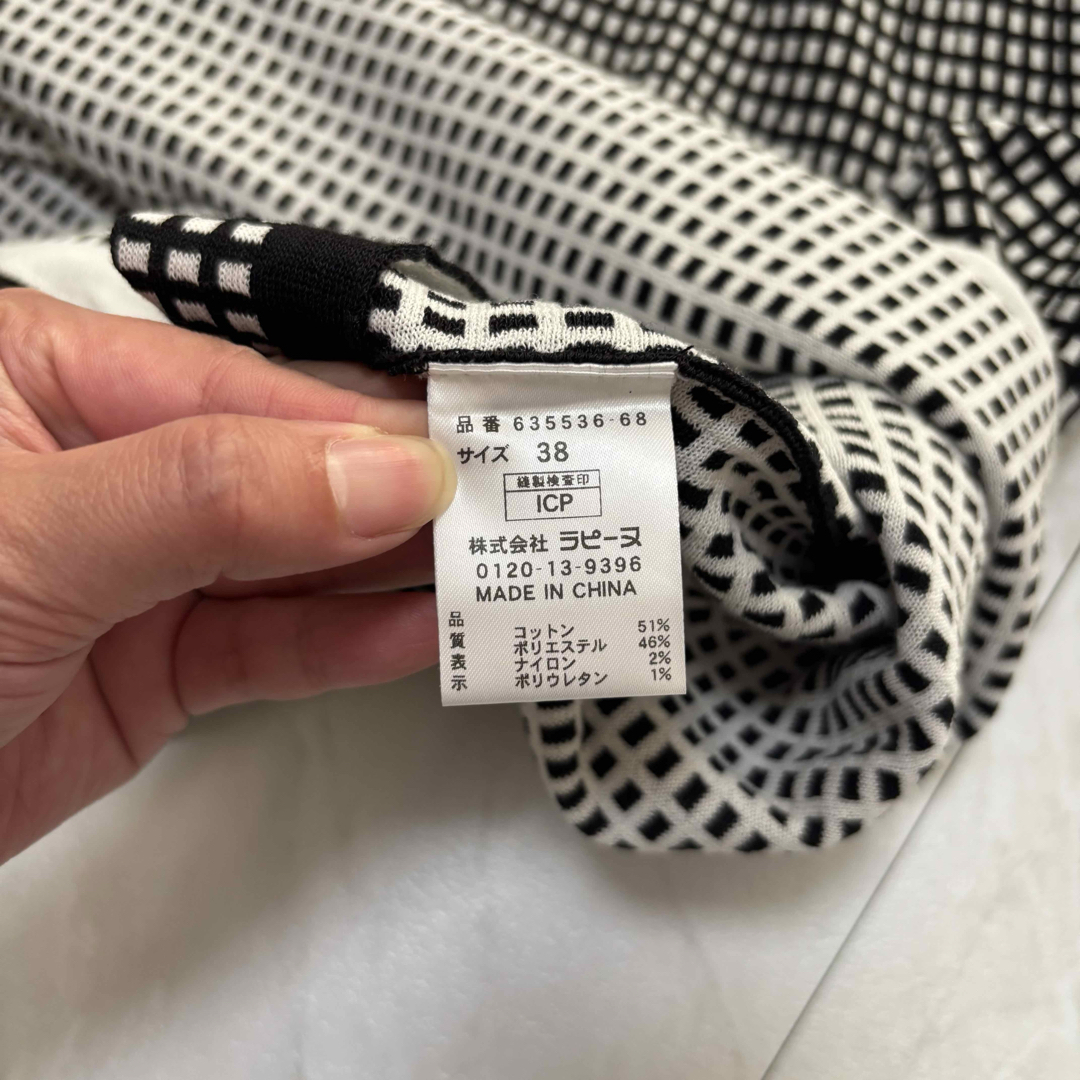 品番 635536-68
サイズ 38
縫製検査印
ICP
株式会社 ラピーヌ
0120-13-9396
MADE IN CHINA
品質表示
コットン 51%
ポリエステル 46%
ナイロン 2%
ポリウレタン 1%